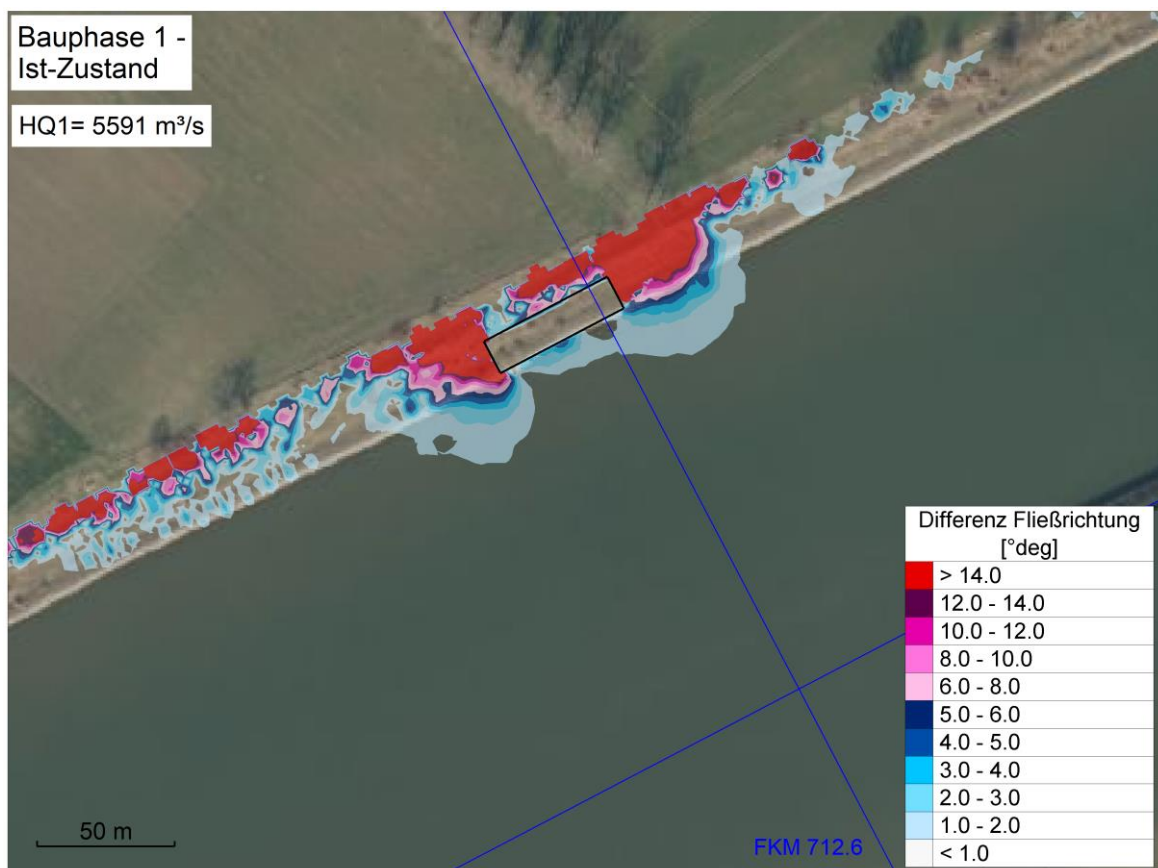 Bauphase 1 -
Ist-Zustand
HQ1= 5591 m³/s
Differenz Fließrichtung
[°deg]
> 14.0
12.0 - 14.0
10.0 - 12.0
8.0 - 10.0
6.0 - 8.0
5.0 - 6.0
4.0 - 5.0
3.0 - 4.0
2.0 - 3.0
1.0 - 2.0
< 1.0
50 m
FKM 712.6